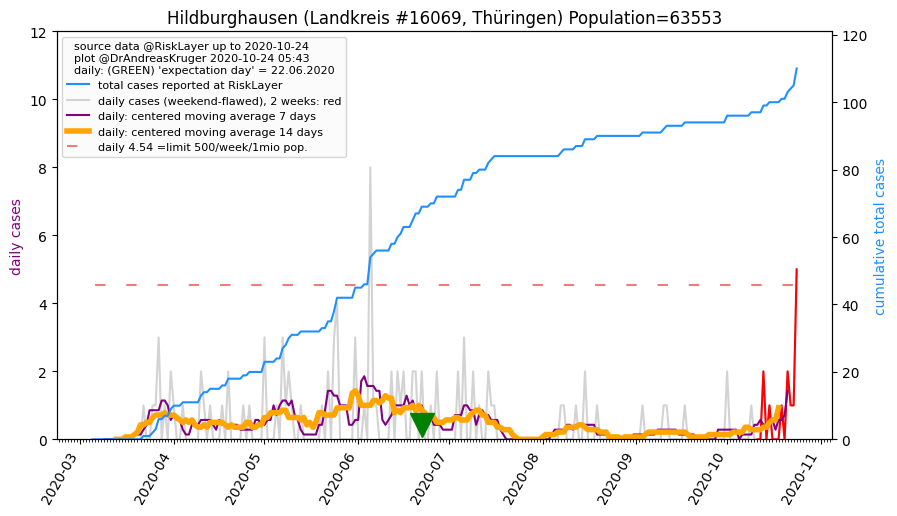 Hildburghausen (Landkreis #16069, Thüringen) Population=63553
12
10
8
6
4
2
0
daily cases
source data @RiskLayer up to 2020-10-24
plot @DrAndreasKruger 2020-10-24 05:43
daily: (GREEN) 'expectation day' = 22.06.2020
total cases reported at RiskLayer
daily cases (weekend-flawed), 2 weeks: red
daily: centered moving average 7 days
daily: centered moving average 14 days
daily 4.54 =limit 500/week/1mio pop.
120
100
80
60
40
20
0
cumulative total cases
2020-03
2020-04
2020-05
2020-06
2020-07
2020-08
2020-09
2020-10
2020-11